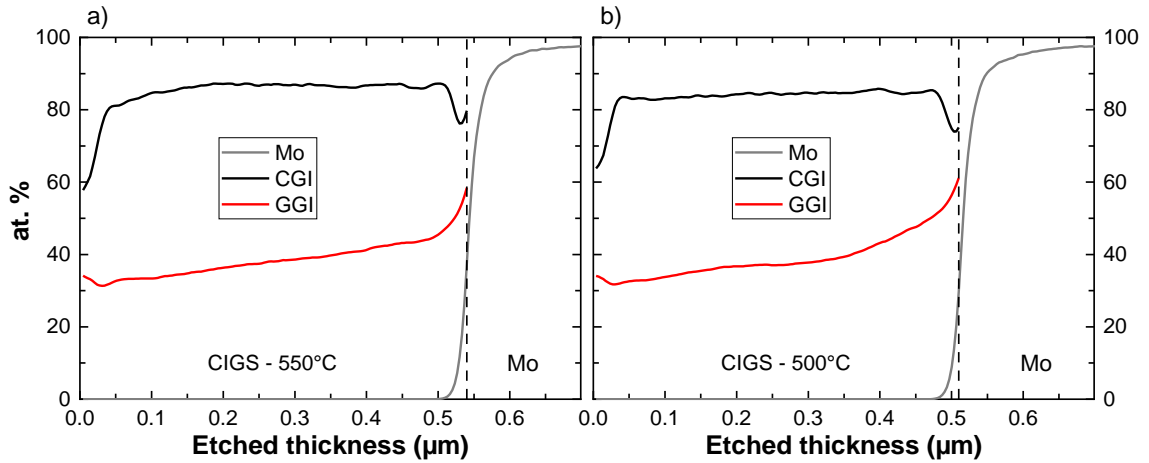 a)
b)
at. %
100
80
60
40
20
0
Mo
CGI
GGI
CIGS - 550°C
Mo
0.0 0.1 0.2 0.3 0.4 0.5 0.6
Etched thickness (µm)
Mo
CGI
GGI
CIGS - 500°C
Mo
0.0 0.1 0.2 0.3 0.4 0.5 0.6
Etched thickness (µm)
100
80
60
40
20
0